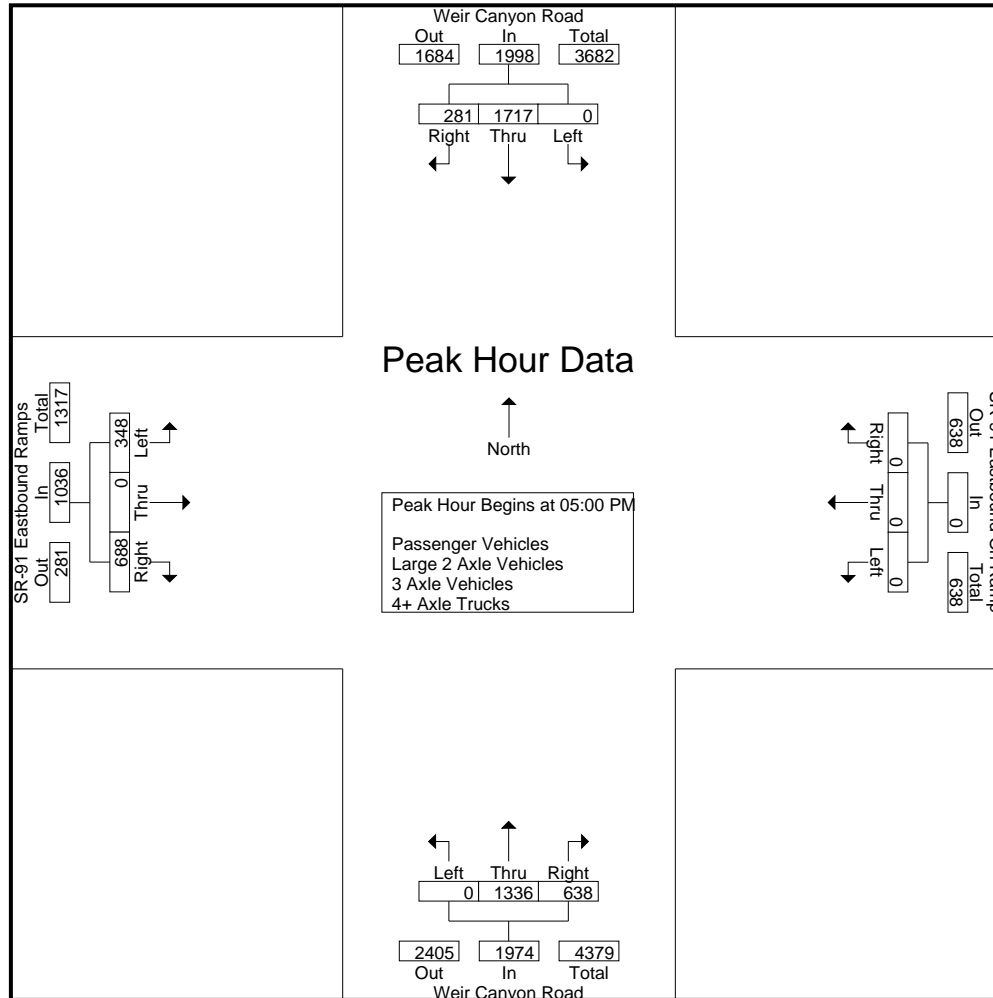 Weir Canyon Road
Out In Total
1684 1998 3682
281 1717 0
Right Thru Left
Peak Hour Data
North
Peak Hour Begins at 05:00 PM
Passenger Vehicles
Large 2 Axle Vehicles
3 Axle Vehicles
4+ Axle Trucks
SR-91 Eastbound Ramps
Out In Total
281 1036 1317
688 0 348
Right Thru Left
Out In Total
638 0 638
0 0 0
Right Thru Left
Left Thru Right
0 1336 638
2405 1974 4379
Out In Total
Weir Canyon Road